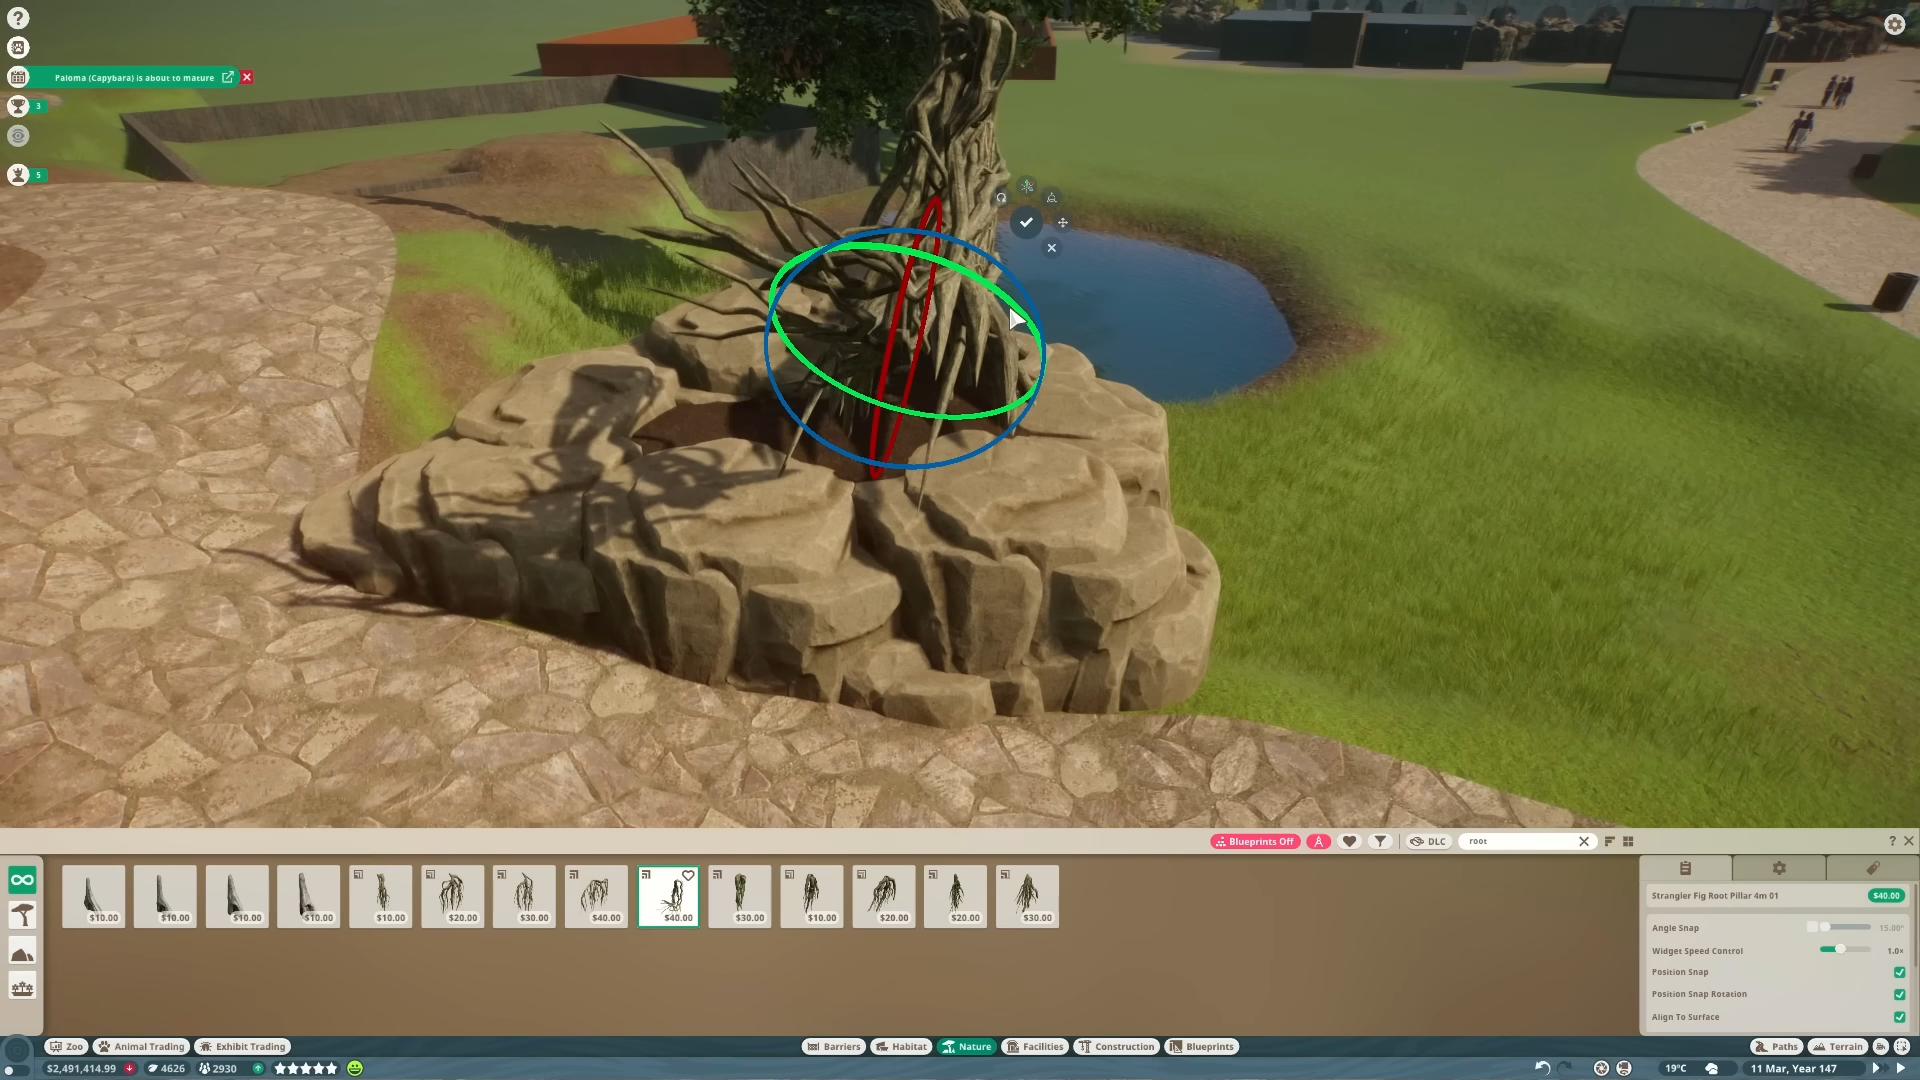 ?
Paloma (Capybara) is about to mature
3
5
Blueprints Off
DLC
root
?
$10.00
$10.00
$10.00
$10.00
$10.00
$20.00
$30.00
$40.00
$40.00
$30.00
$10.00
$20.00
$20.00
$30.00
Strangler Fig Root Pillar 4m 01
$40.00
Angle Snap
15.00°
Widget Speed Control
1.0×
Position Snap
Position Snap Rotation
Align To Surface
Zoo
Animal Trading
Exhibit Trading
Barriers
Habitat
Nature
Facilities
Construction
Blueprints
Paths
Terrain
$2,491,414.99
4626
2930
19°C
11 Mar, Year 147